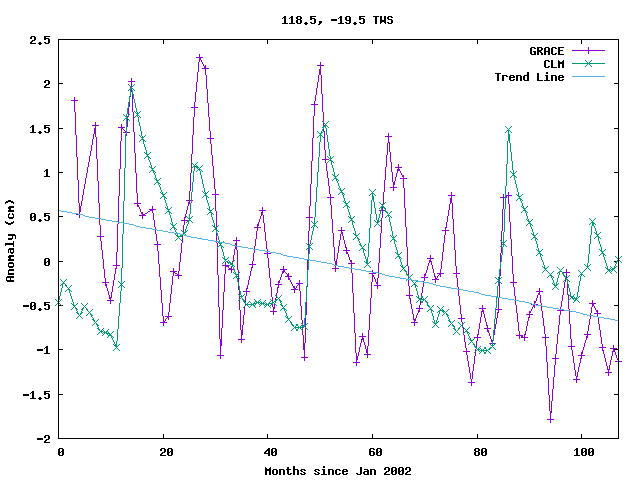 118.5, -19.5 TWS
GRACE
CLM
Trend Line
2.5
2
1.5
1
0.5
0
-0.5
-1
-1.5
-2
Anomaly (cm)
0 20 40 60 80 100
Months since Jan 2002